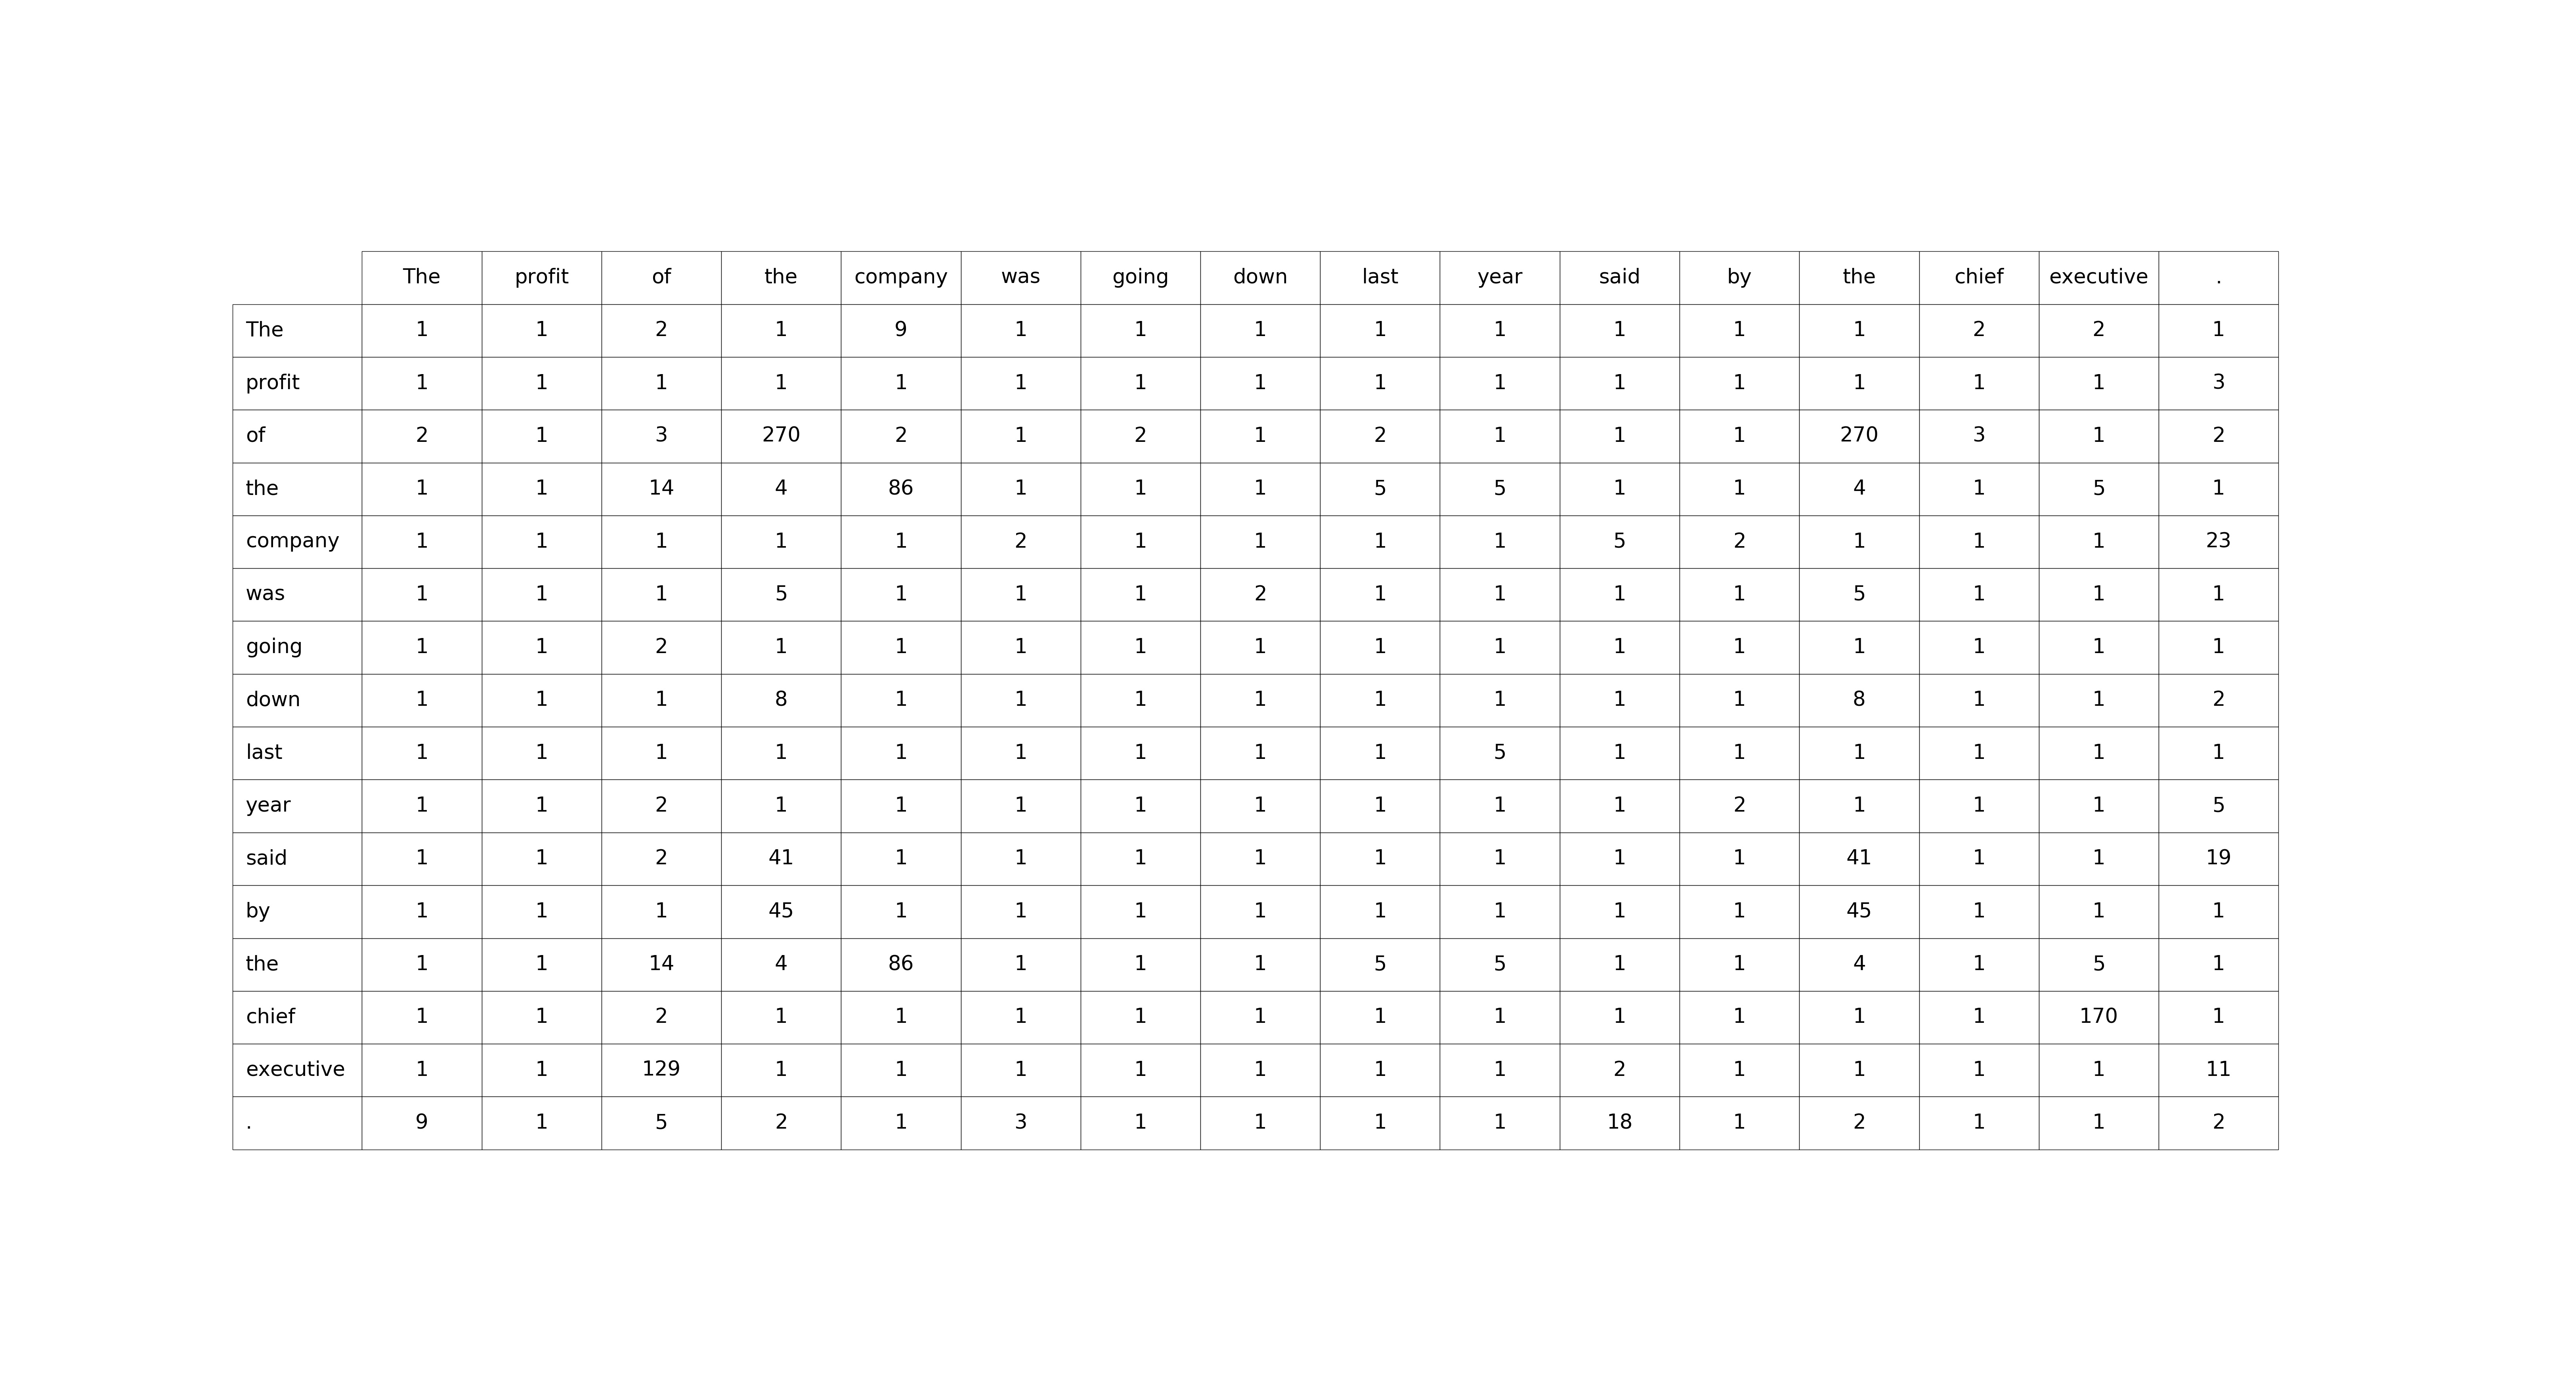 The profit of the company was going down last year said by the chief executive .
The 1 1 2 1 9 1 1 1 1 1 1 1 1 2 2 1
profit 1 1 1 1 1 1 1 1 1 1 1 1 1 1 1 3
of 2 1 3 270 2 1 2 1 2 1 1 1 270 3 1 2
the 1 1 14 4 86 1 1 1 5 5 1 1 4 1 5 1
company 1 1 1 1 1 2 1 1 1 1 5 2 1 1 1 23
was 1 1 1 5 1 1 1 2 1 1 1 1 5 1 1 1
going 1 1 2 1 1 1 1 1 1 1 1 1 1 1 1 1
down 1 1 1 8 1 1 1 1 1 1 1 1 8 1 1 2
last 1 1 1 1 1 1 1 1 1 5 1 1 1 1 1 1
year 1 1 2 1 1 1 1 1 1 1 1 2 1 1 1 5
said 1 1 2 41 1 1 1 1 1 1 1 1 41 1 1 19
by 1 1 1 45 1 1 1 1 1 1 1 1 45 1 1 1
the 1 1 14 4 86 1 1 1 5 5 1 1 4 1 5 1
chief 1 1 2 1 1 1 1 1 1 1 1 1 1 1 170 1
executive 1 1 129 1 1 1 1 1 1 1 2 1 1 1 1 11
. 9 1 5 2 1 3 1 1 1 1 18 1 2 1 1 2